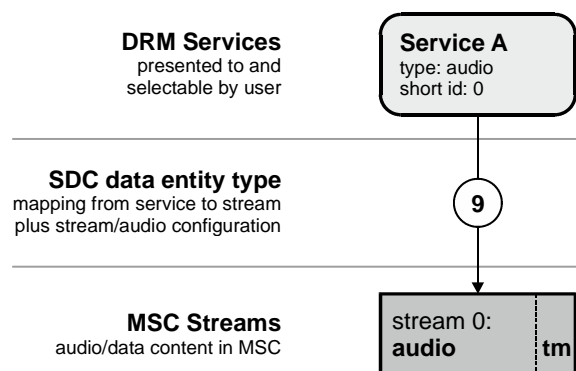 DRM Services
presented to and
selectable by user
Service A
type: audio
short id: 0
SDC data entity type
mapping from service to stream
plus stream/audio configuration
9
MSC Streams
audio/data content in MSC
stream 0:
audio
tm